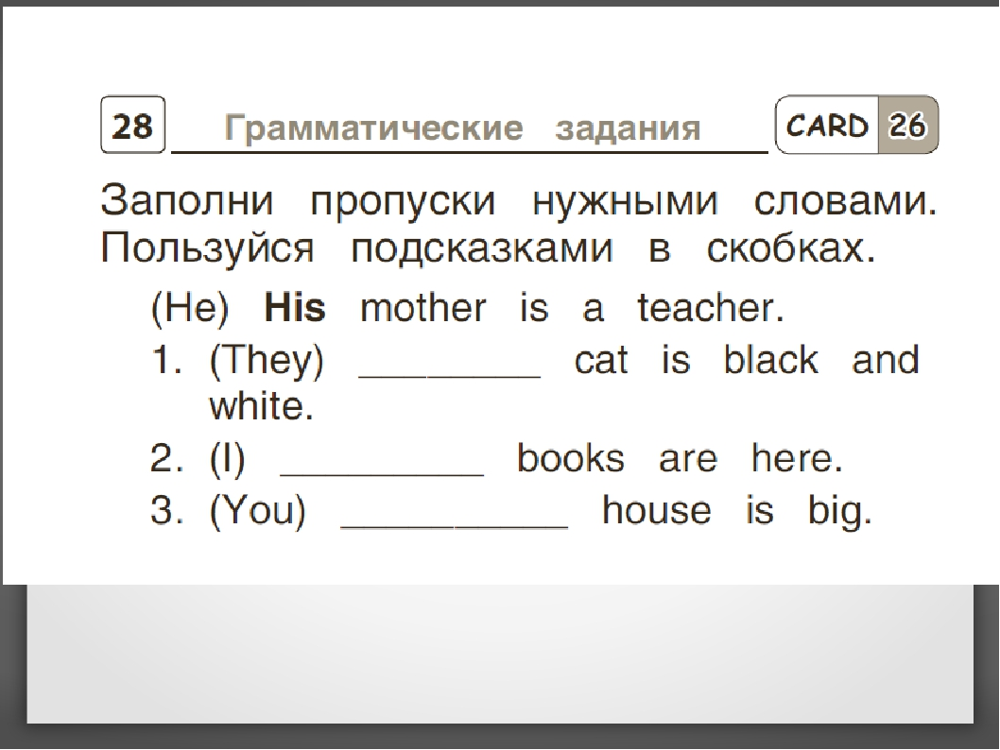 28 Грамматические задания CARD 26
Заполни пропуски нужными словами.
Пользуйся подсказками в скобках.
(He) His mother is a teacher.
1. (They) ________ cat is black and
white.
2. (I) _________ books are here.
3. (You) __________ house is big.